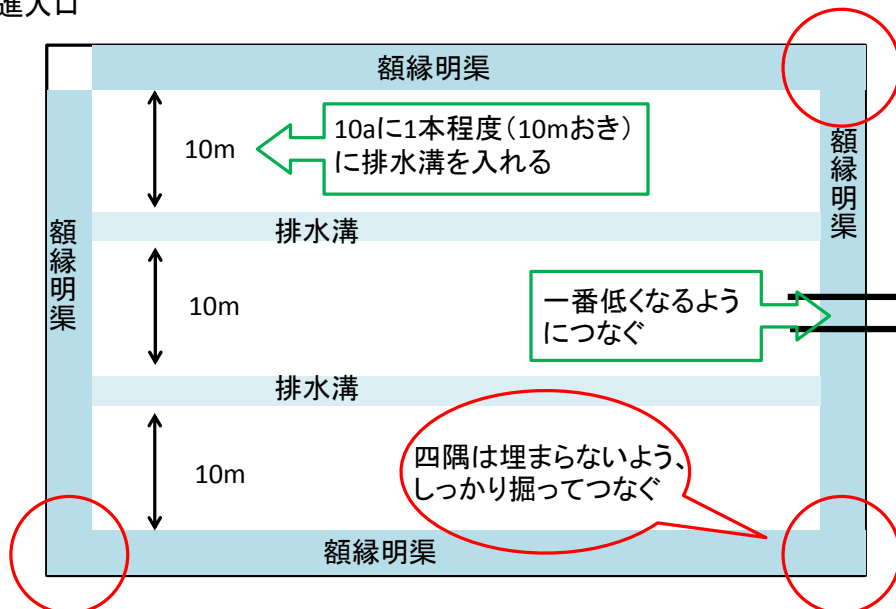 進入口
額縁明渠
10m
10aに1本程度（10mおき）
に排水溝を入れる
額縁明渠
排水溝
額縁明渠
10m
一番低くなるよう
につなぐ
排水溝
10m
四隅は埋まらないよう、
しっかり掘ってつなぐ
額縁明渠